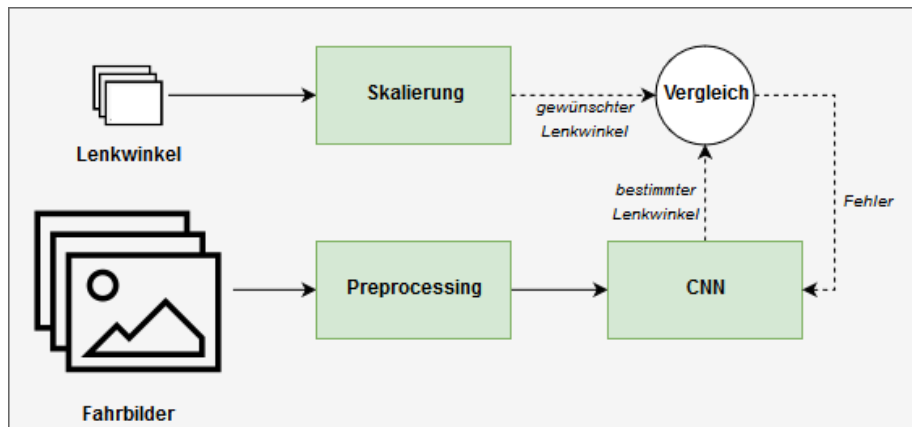 Skalierung
Vergleich
gewünschter
Lenkwinkel
Lenkwinkel
bestimmter
Lenkwinkel
Fehler
Preprocessing
CNN
Fahrbilder